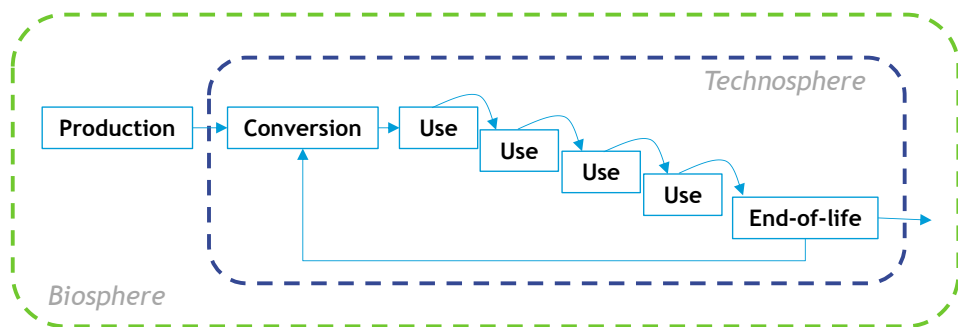 Technosphere
Production
Conversion
Use
Use
Use
Use
End-of-life
Biosphere